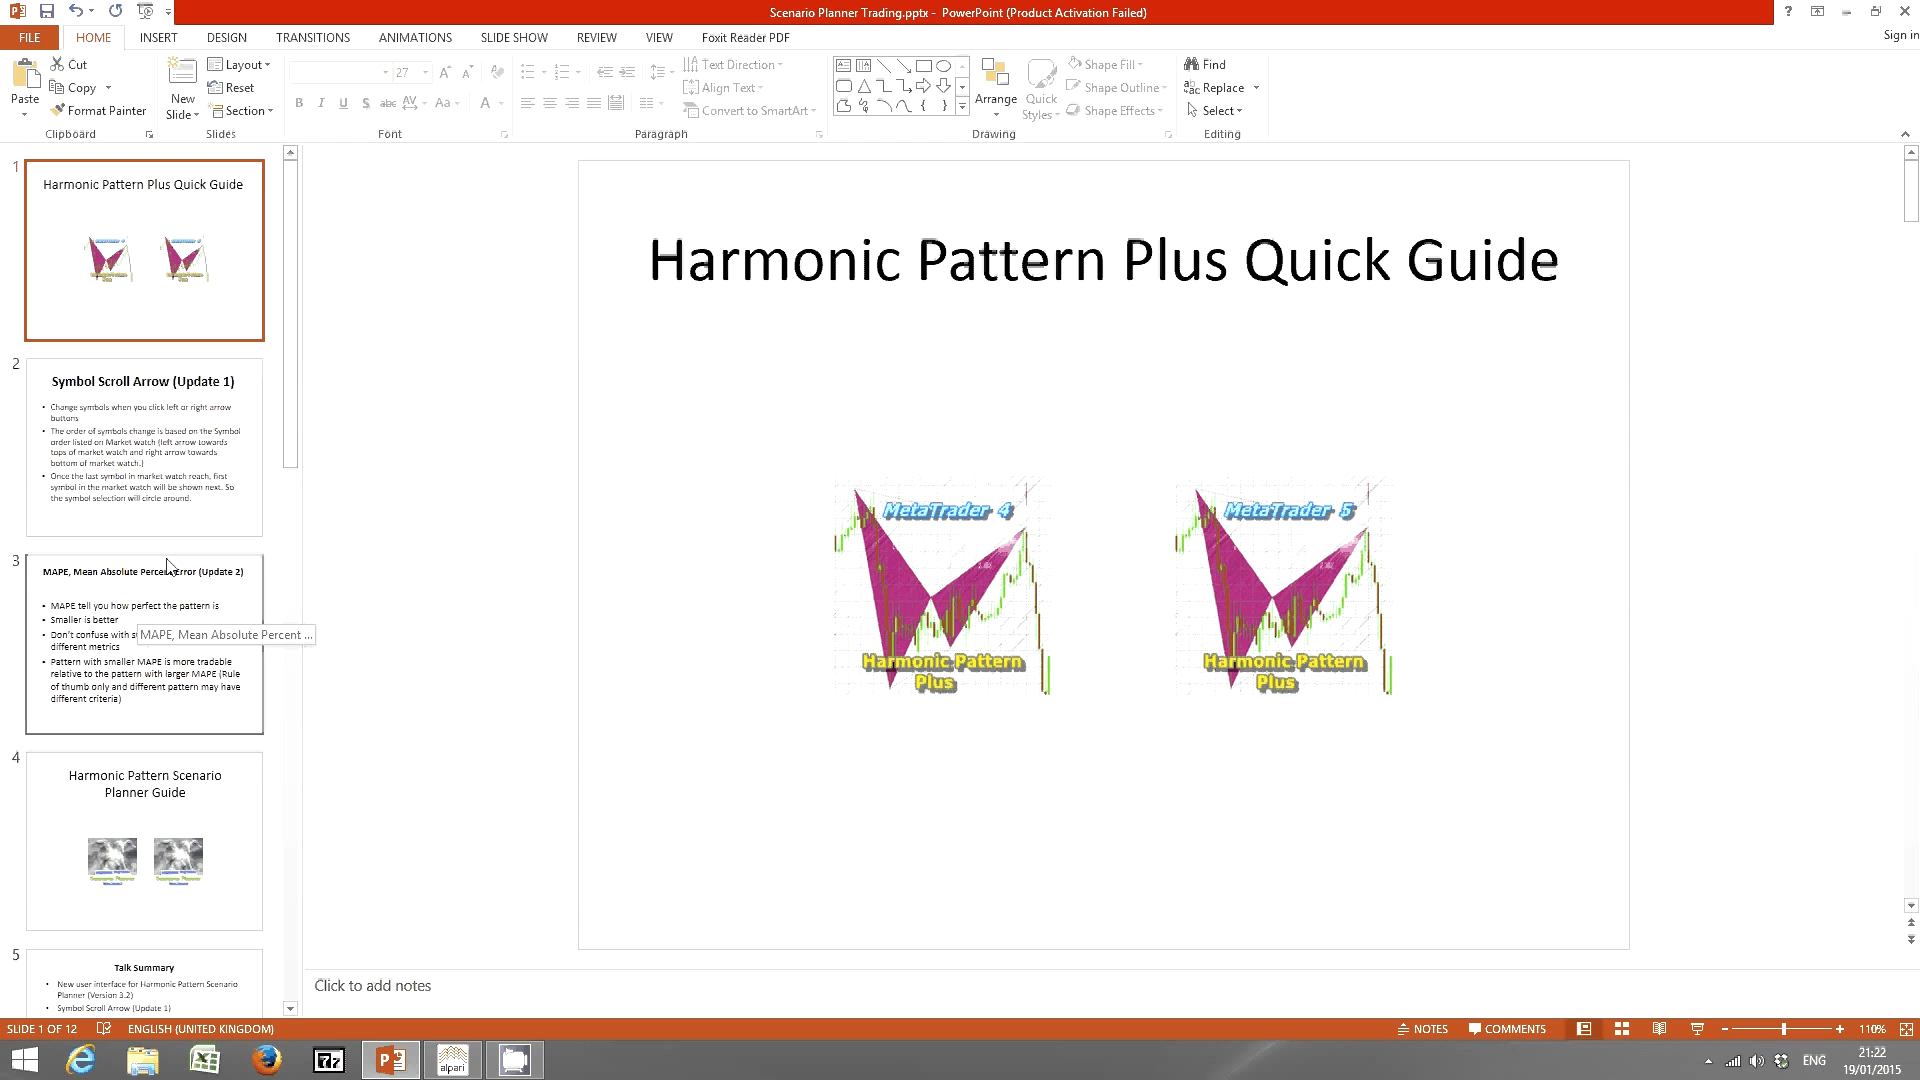 Scenario Planner Trading.pptx - PowerPoint (Product Activation Failed)
FILE HOME INSERT DESIGN TRANSITIONS ANIMATIONS SLIDE SHOW REVIEW VIEW Foxit Reader PDF Sign in
Cut
Copy
Format Painter
Paste
Clipboard
New Slide
Layout
Reset
Section
Slides
27
Font
Text Direction
Align Text
Convert to SmartArt
Paragraph
Arrange
Quick Styles
Shape Fill
Shape Outline
Shape Effects
Drawing
Find
Replace
Select
Editing
1
Harmonic Pattern Plus Quick Guide
2
Symbol Scroll Arrow (Update 1)
• Change symbols when you click left or right arrow
buttons
• The order of symbols change is based on the Symbol
order listed on Market watch (left arrow towards
tops of market watch and right arrow towards
bottom of market watch.)
• Once the last symbol in market watch reach, first
symbol in the market watch will be shown next. So
the symbol selection will circle around.
3
MAPE, Mean Absolute Percent Error (Update 2)
• MAPE tell you how perfect the pattern is
• Smaller is better
• Don't confuse with
different metrics
MAPE, Mean Absolute Percent ...
• Pattern with smaller MAPE is more tradable
relative to the pattern with larger MAPE (Rule
of thumb only and different pattern may have
different criteria)
4
Harmonic Pattern Scenario
Planner Guide
5
Talk Summary
• New user interface for Harmonic Pattern Scenario
Planner (Version 3.2)
• Symbol Scroll Arrow (Update 1)
Harmonic Pattern Plus Quick Guide
MetaTrader 4
Harmonic Pattern
Plus
MetaTrader 5
Harmonic Pattern
Plus
Click to add notes
SLIDE 1 OF 12 ENGLISH (UNITED KINGDOM) NOTES COMMENTS 110%
alpari
ENG
21:22
19/01/2015